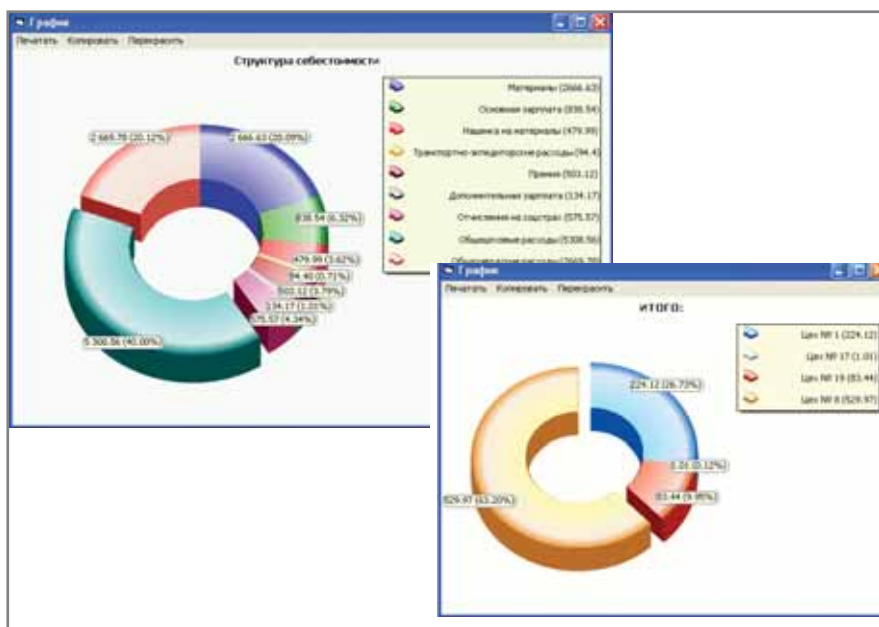 График
Печатать Копировать Перекрасить
Структура себестоимости
Материалы (2666.63)
Основная зарплата (838.54)
Наценка на материалы (479.99)
Транспортно-экпедиторские расходы (94.4)
Премия (503.12)
Дополнительная зарплата (134.17)
Отчисления на соцстрах (575.57)
Общецеховые расходы (5308.56)
2 669.78 (20.12%)
2 666.63 (20.09%)
838.54 (6.32%)
479.99 (3.62%)
94.40 (0.71%)
503.12 (3.79%)
134.17 (1.01%)
575.57 (4.34%)
5 308.56 (40.00%)
График
Печатать Копировать Перекрасить
ИТОГО:
Цех № 1 (224.12)
Цех № 17 (1.01)
Цех № 19 (83.44)
Цех № 8 (529.97)
224.12 (26.73%)
1.01 (0.12%)
83.44 (9.95%)
529.97 (63.20%)